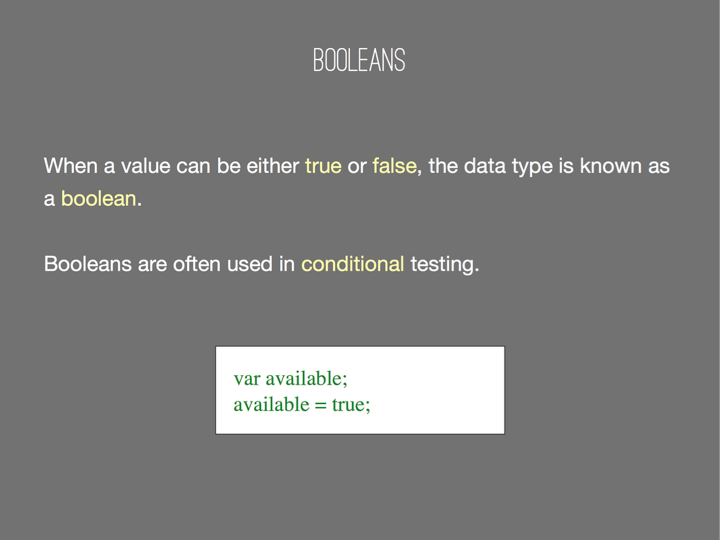 BOOLEANS
When a value can be either true or false, the data type is known as
a boolean.
Booleans are often used in conditional testing.
var available;
available = true;